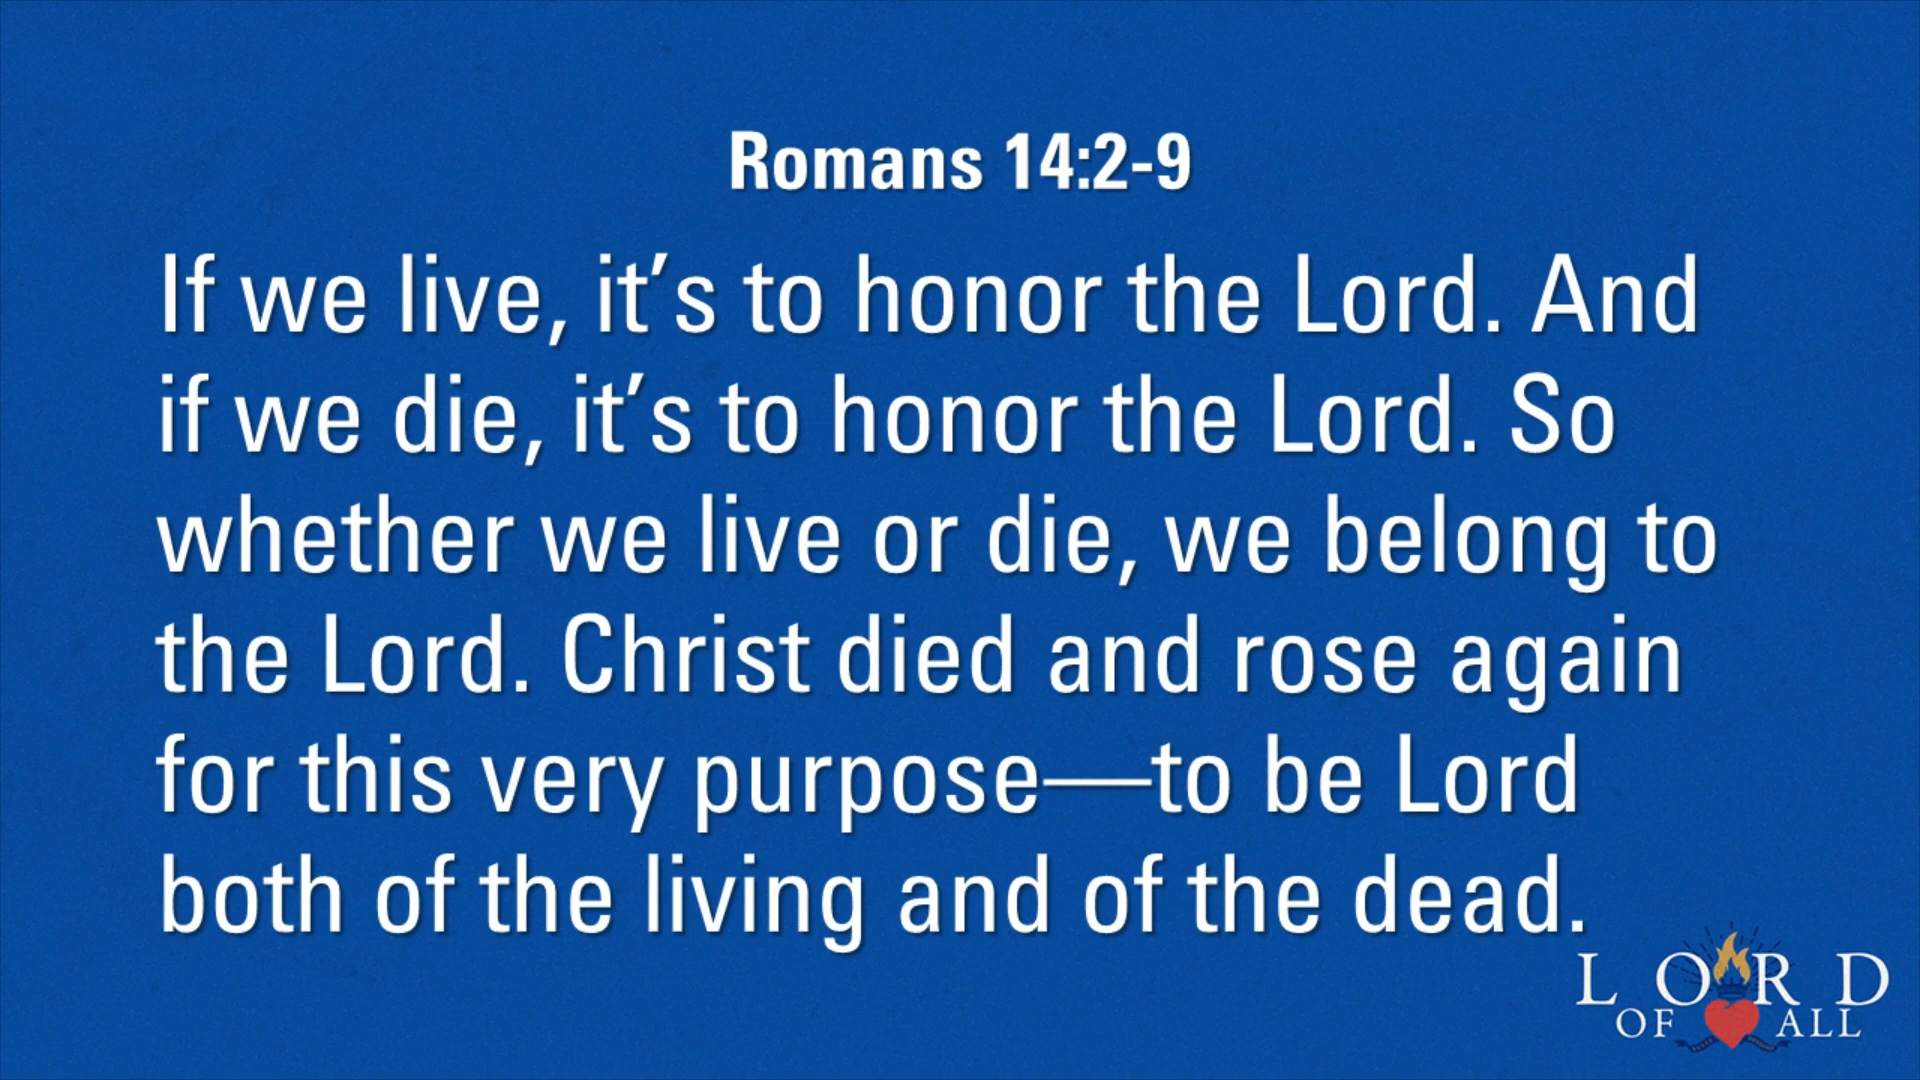 Romans 14:2-9
If we live, it’s to honor the Lord. And
if we die, it’s to honor the Lord. So
whether we live or die, we belong to
the Lord. Christ died and rose again
for this very purpose—to be Lord
both of the living and of the dead.
LORD
OF ALL